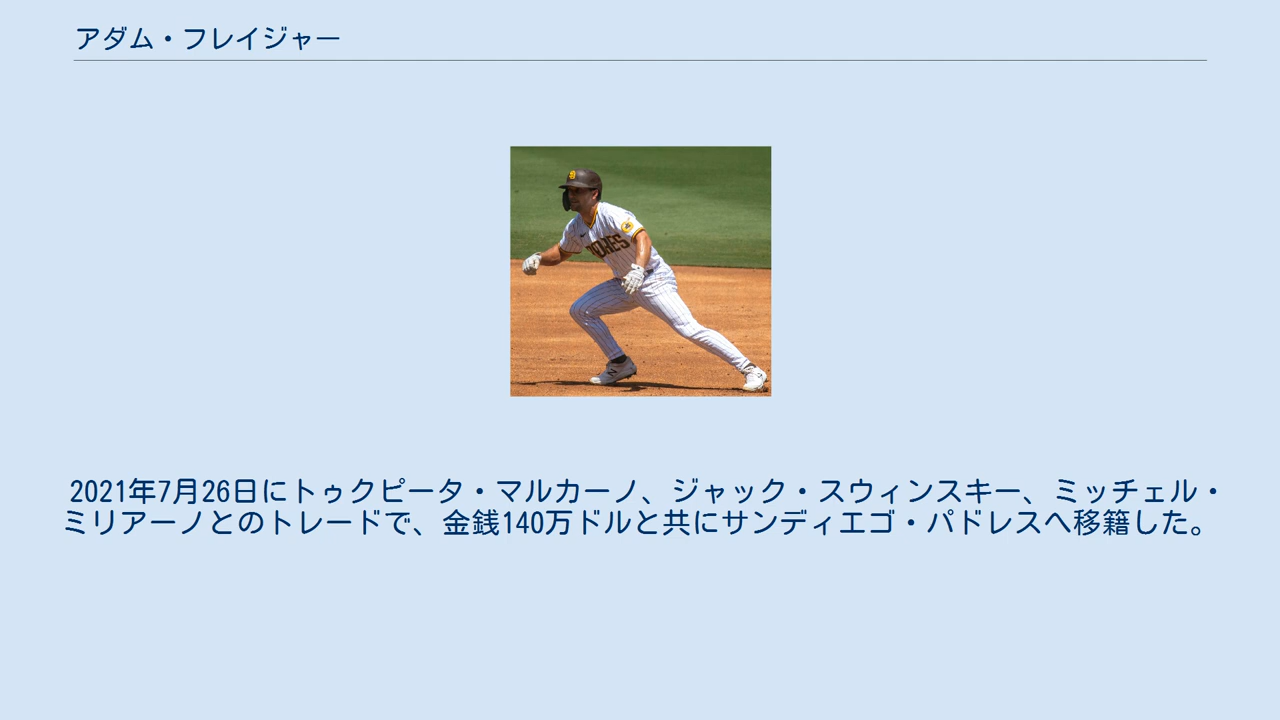 アダム・フレイジャー
PADRES
2021年7月26日にトゥクピータ・マルカーノ、ジャック・スウィンスキー、ミッチェル・
ミリアーノとのトレードで、金銭140万ドルと共にサンディエゴ・パドレスへ移籍した。